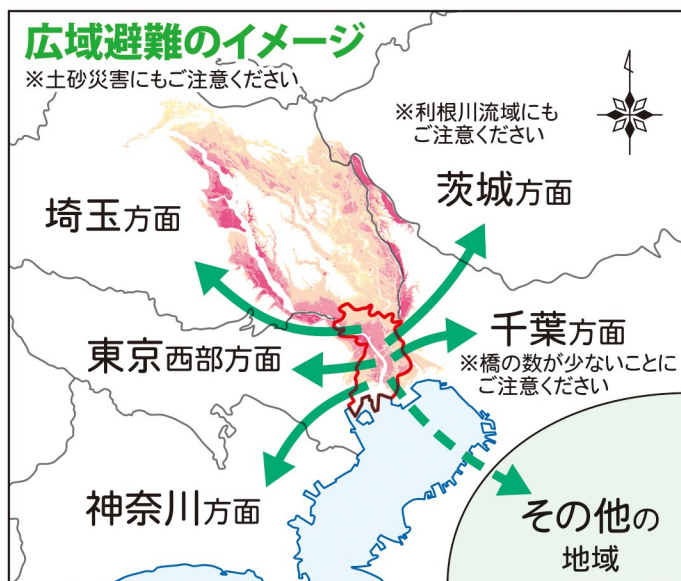 広域避難のイメージ
※土砂災害にもご注意ください
※利根川流域にも
ご注意ください
茨城方面
埼玉方面
千葉方面
※橋の数が少ないことに
ご注意ください
東京西部方面
神奈川方面
その他の
地域